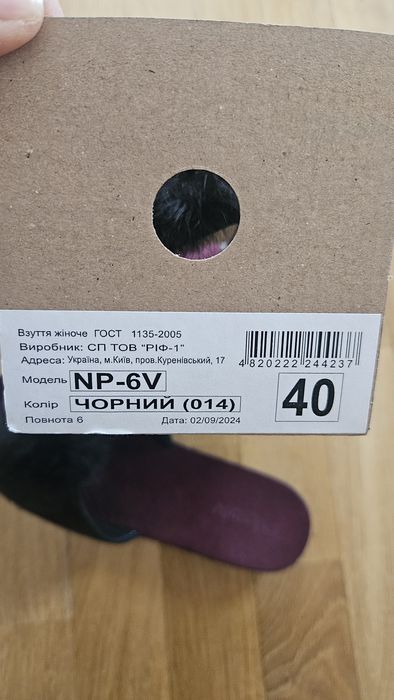 Взуття жіноче ГОСТ 1135-2005
Виробник: СП ТОВ "РІФ-1"
Адреса: Україна, м.Київ, пров.Куренівський, 17
4820222244237
Модель NP-6V
Колір ЧОРНИЙ (014)
40
Повнота 6 Дата: 02/09/2024